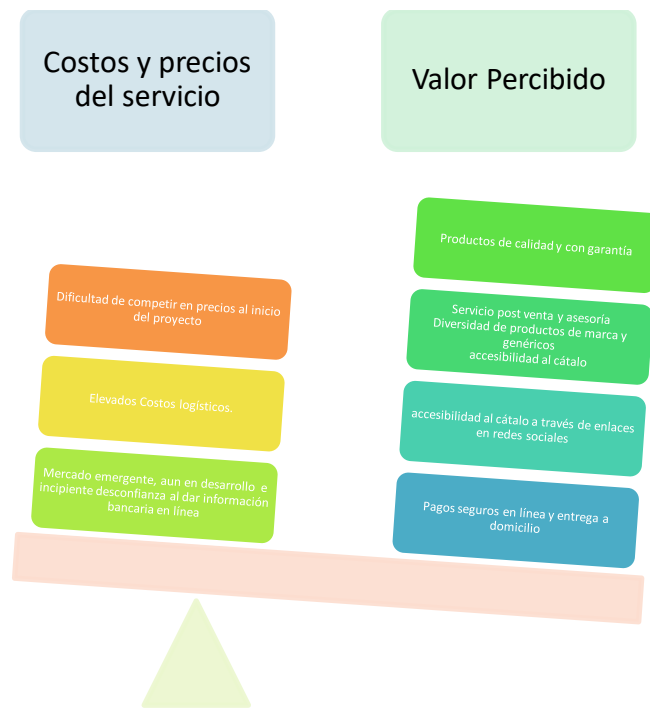 Costos y precios
del servicio
Valor Percibido
Dificultad de competir en precios al inicio
del proyecto
Elevados Costos logísticos.
Mercado emergente, aun en desarrollo e
incipiente desconfianza al dar información
bancaria en línea
Productos de calidad y con garantía
Servicio post venta y asesoría
Diversidad de productos de marca y
genéricos
accesibilidad al cátalo
accesibilidad al cátalo a través de enlaces
en redes sociales
Pagos seguros en línea y entrega a
domicilio